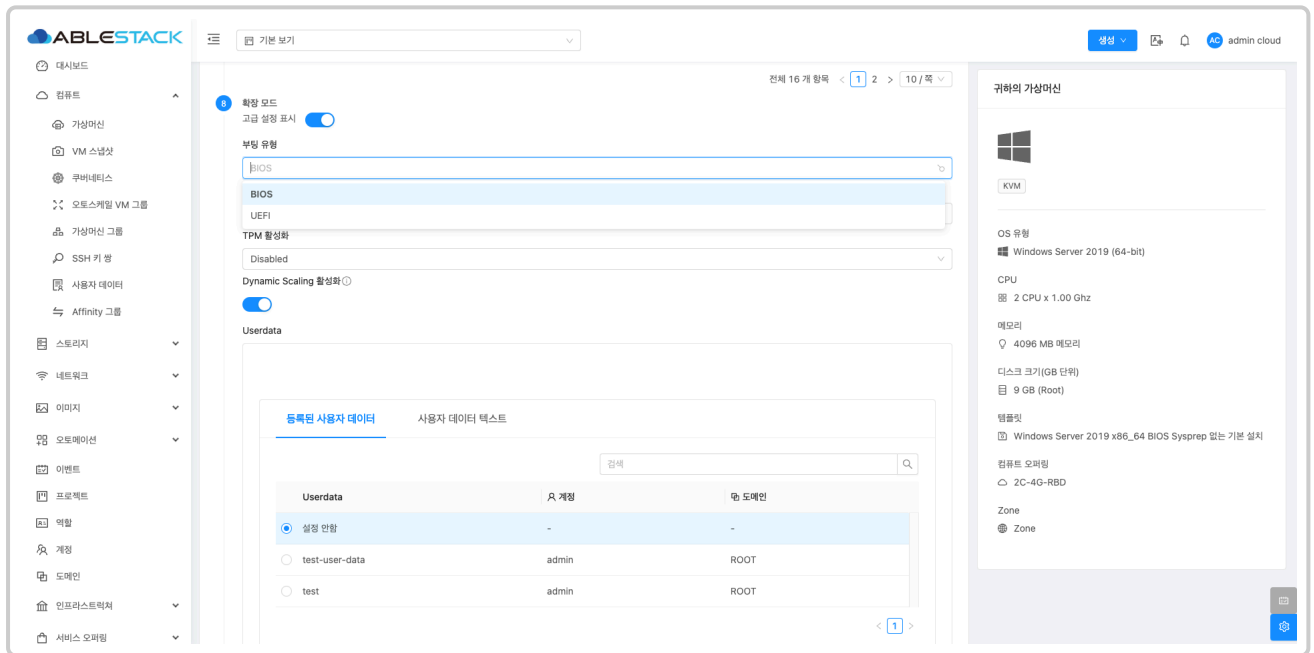 ABLESTACK
기본 보기
생성
AC
admin cloud
대시보드
컴퓨트
가상머신
VM 스냅샷
쿠버네티스
오토스케일 VM 그룹
가상머신 그룹
SSH 키 쌍
사용자 데이터
Affinity 그룹
스토리지
네트워크
이미지
오토메이션
이벤트
프로젝트
역할
계정
도메인
인프라스트럭쳐
서비스 오퍼링
전체 16 개 항목 < 1 2 > 10 / 쪽
8 확장 모드
고급 설정 표시
부팅 유형
BIOS
BIOS
UEFI
TPM 활성화
Disabled
Dynamic Scaling 활성화
Userdata
등록된 사용자 데이터 사용자 데이터 텍스트
검색
Userdata 계정 도메인
설정 안함 - -
test-user-data admin ROOT
test admin ROOT
< 1 >
귀하의 가상머신
KVM
OS 유형
Windows Server 2019 (64-bit)
CPU
2 CPU x 1.00 Ghz
메모리
4096 MB 메모리
디스크 크기(GB 단위)
9 GB (Root)
템플릿
Windows Server 2019 x86_64 BIOS Sysprep 없는 기본 설치
컴퓨트 오퍼링
2C-4G-RBD
Zone
Zone